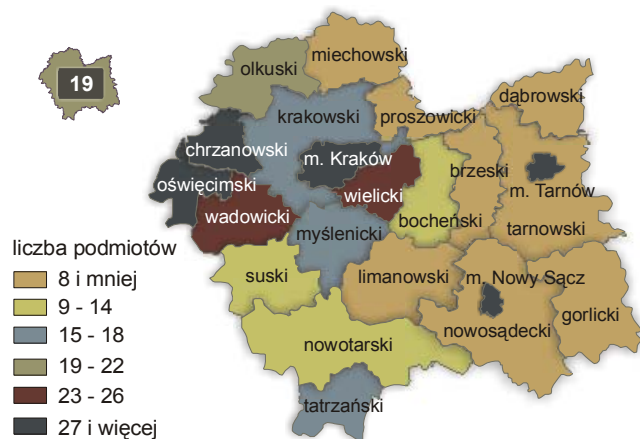 19
miechowski
olkuski
dąbrowski
krakowski
proszowicki
chrzanowski
m. Kraków
brzeski
oświęcimski
m. Tarnów
wielicki
wadowicki
bocheński
tarnowski
myślenicki
liczba podmiotów
8 i mniej
9 - 14
15 - 18
19 - 22
23 - 26
27 i więcej
suski
limanowski
m. Nowy Sącz
gorlicki
nowosądecki
nowotarski
tatrzański